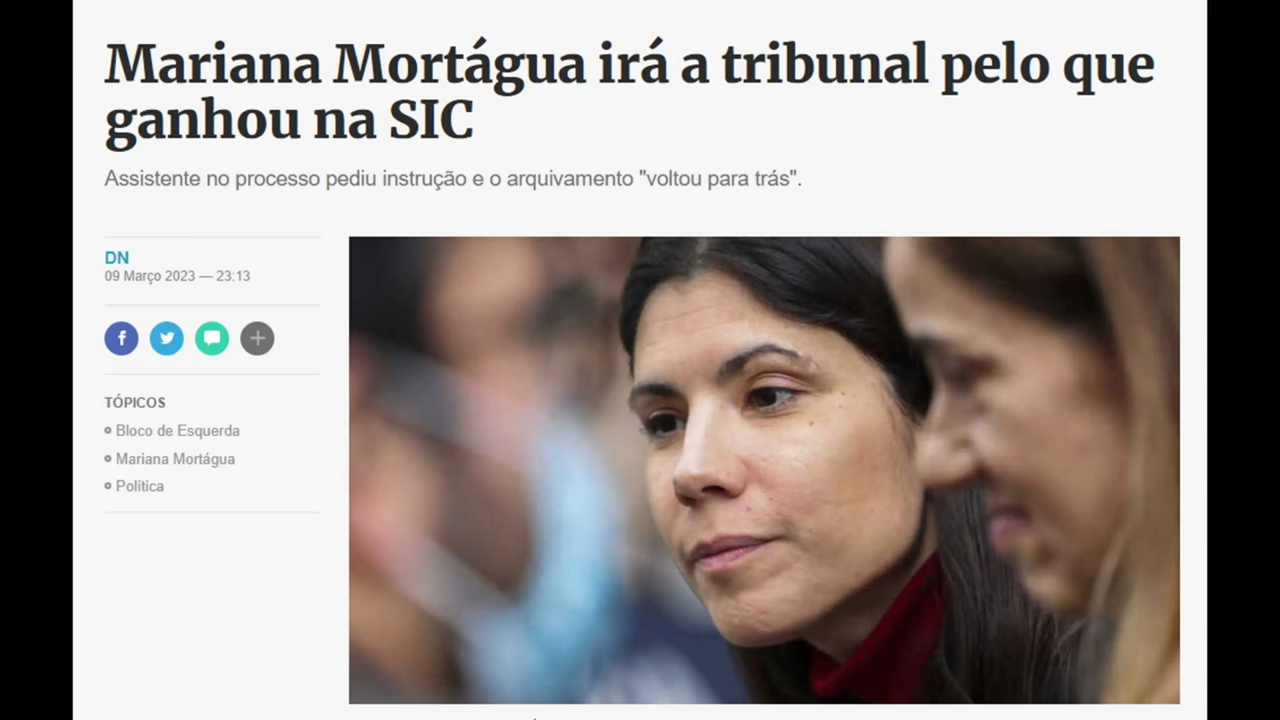 Mariana Mortágua irá a tribunal pelo que
ganhou na SIC
Assistente no processo pediu instrução e o arquivamento "voltou para trás".
DN
09 Março 2023 — 23:13
TÓPICOS
Bloco de Esquerda
Mariana Mortágua
Política